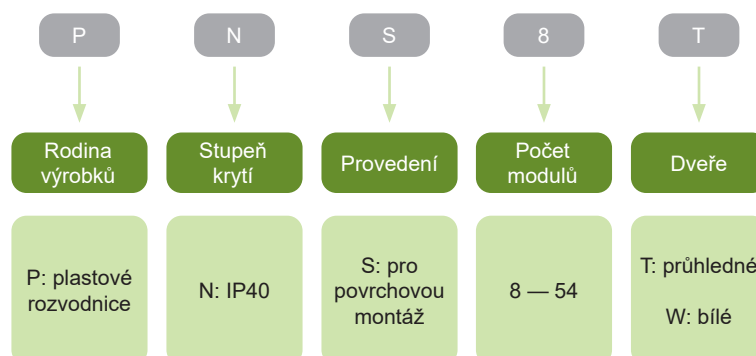 P
N
S
8
T
Rodina
výrobků
Stupeň
krytí
Provedení
Počet
modulů
Dveře
P: plastové
rozvodnice
N: IP40
S: pro
povrchovou
montáž
8 — 54
T: průhledné
W: bílé